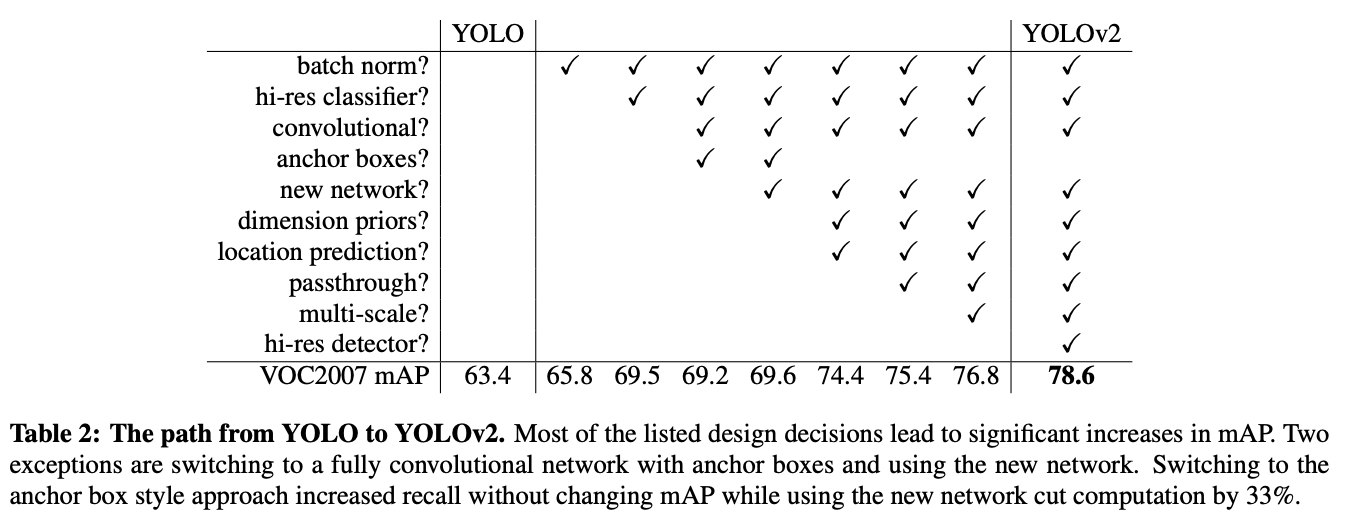 YOLO YOLOv2
batch norm? ✓ ✓ ✓ ✓ ✓ ✓ ✓ ✓
hi-res classifier? ✓ ✓ ✓ ✓ ✓ ✓ ✓
convolutional? ✓ ✓ ✓ ✓ ✓ ✓
anchor boxes? ✓ ✓
new network? ✓ ✓ ✓ ✓ ✓
dimension priors? ✓ ✓ ✓ ✓
location prediction? ✓ ✓ ✓ ✓
passthrough? ✓ ✓ ✓
multi-scale? ✓ ✓
hi-res detector? ✓
VOC2007 mAP 63.4 65.8 69.5 69.2 69.6 74.4 75.4 76.8 78.6
Table 2: The path from YOLO to YOLOv2. Most of the listed design decisions lead to significant increases in mAP. Two
exceptions are switching to a fully convolutional network with anchor boxes and using the new network. Switching to the
anchor box style approach increased recall without changing mAP while using the new network cut computation by 33%.